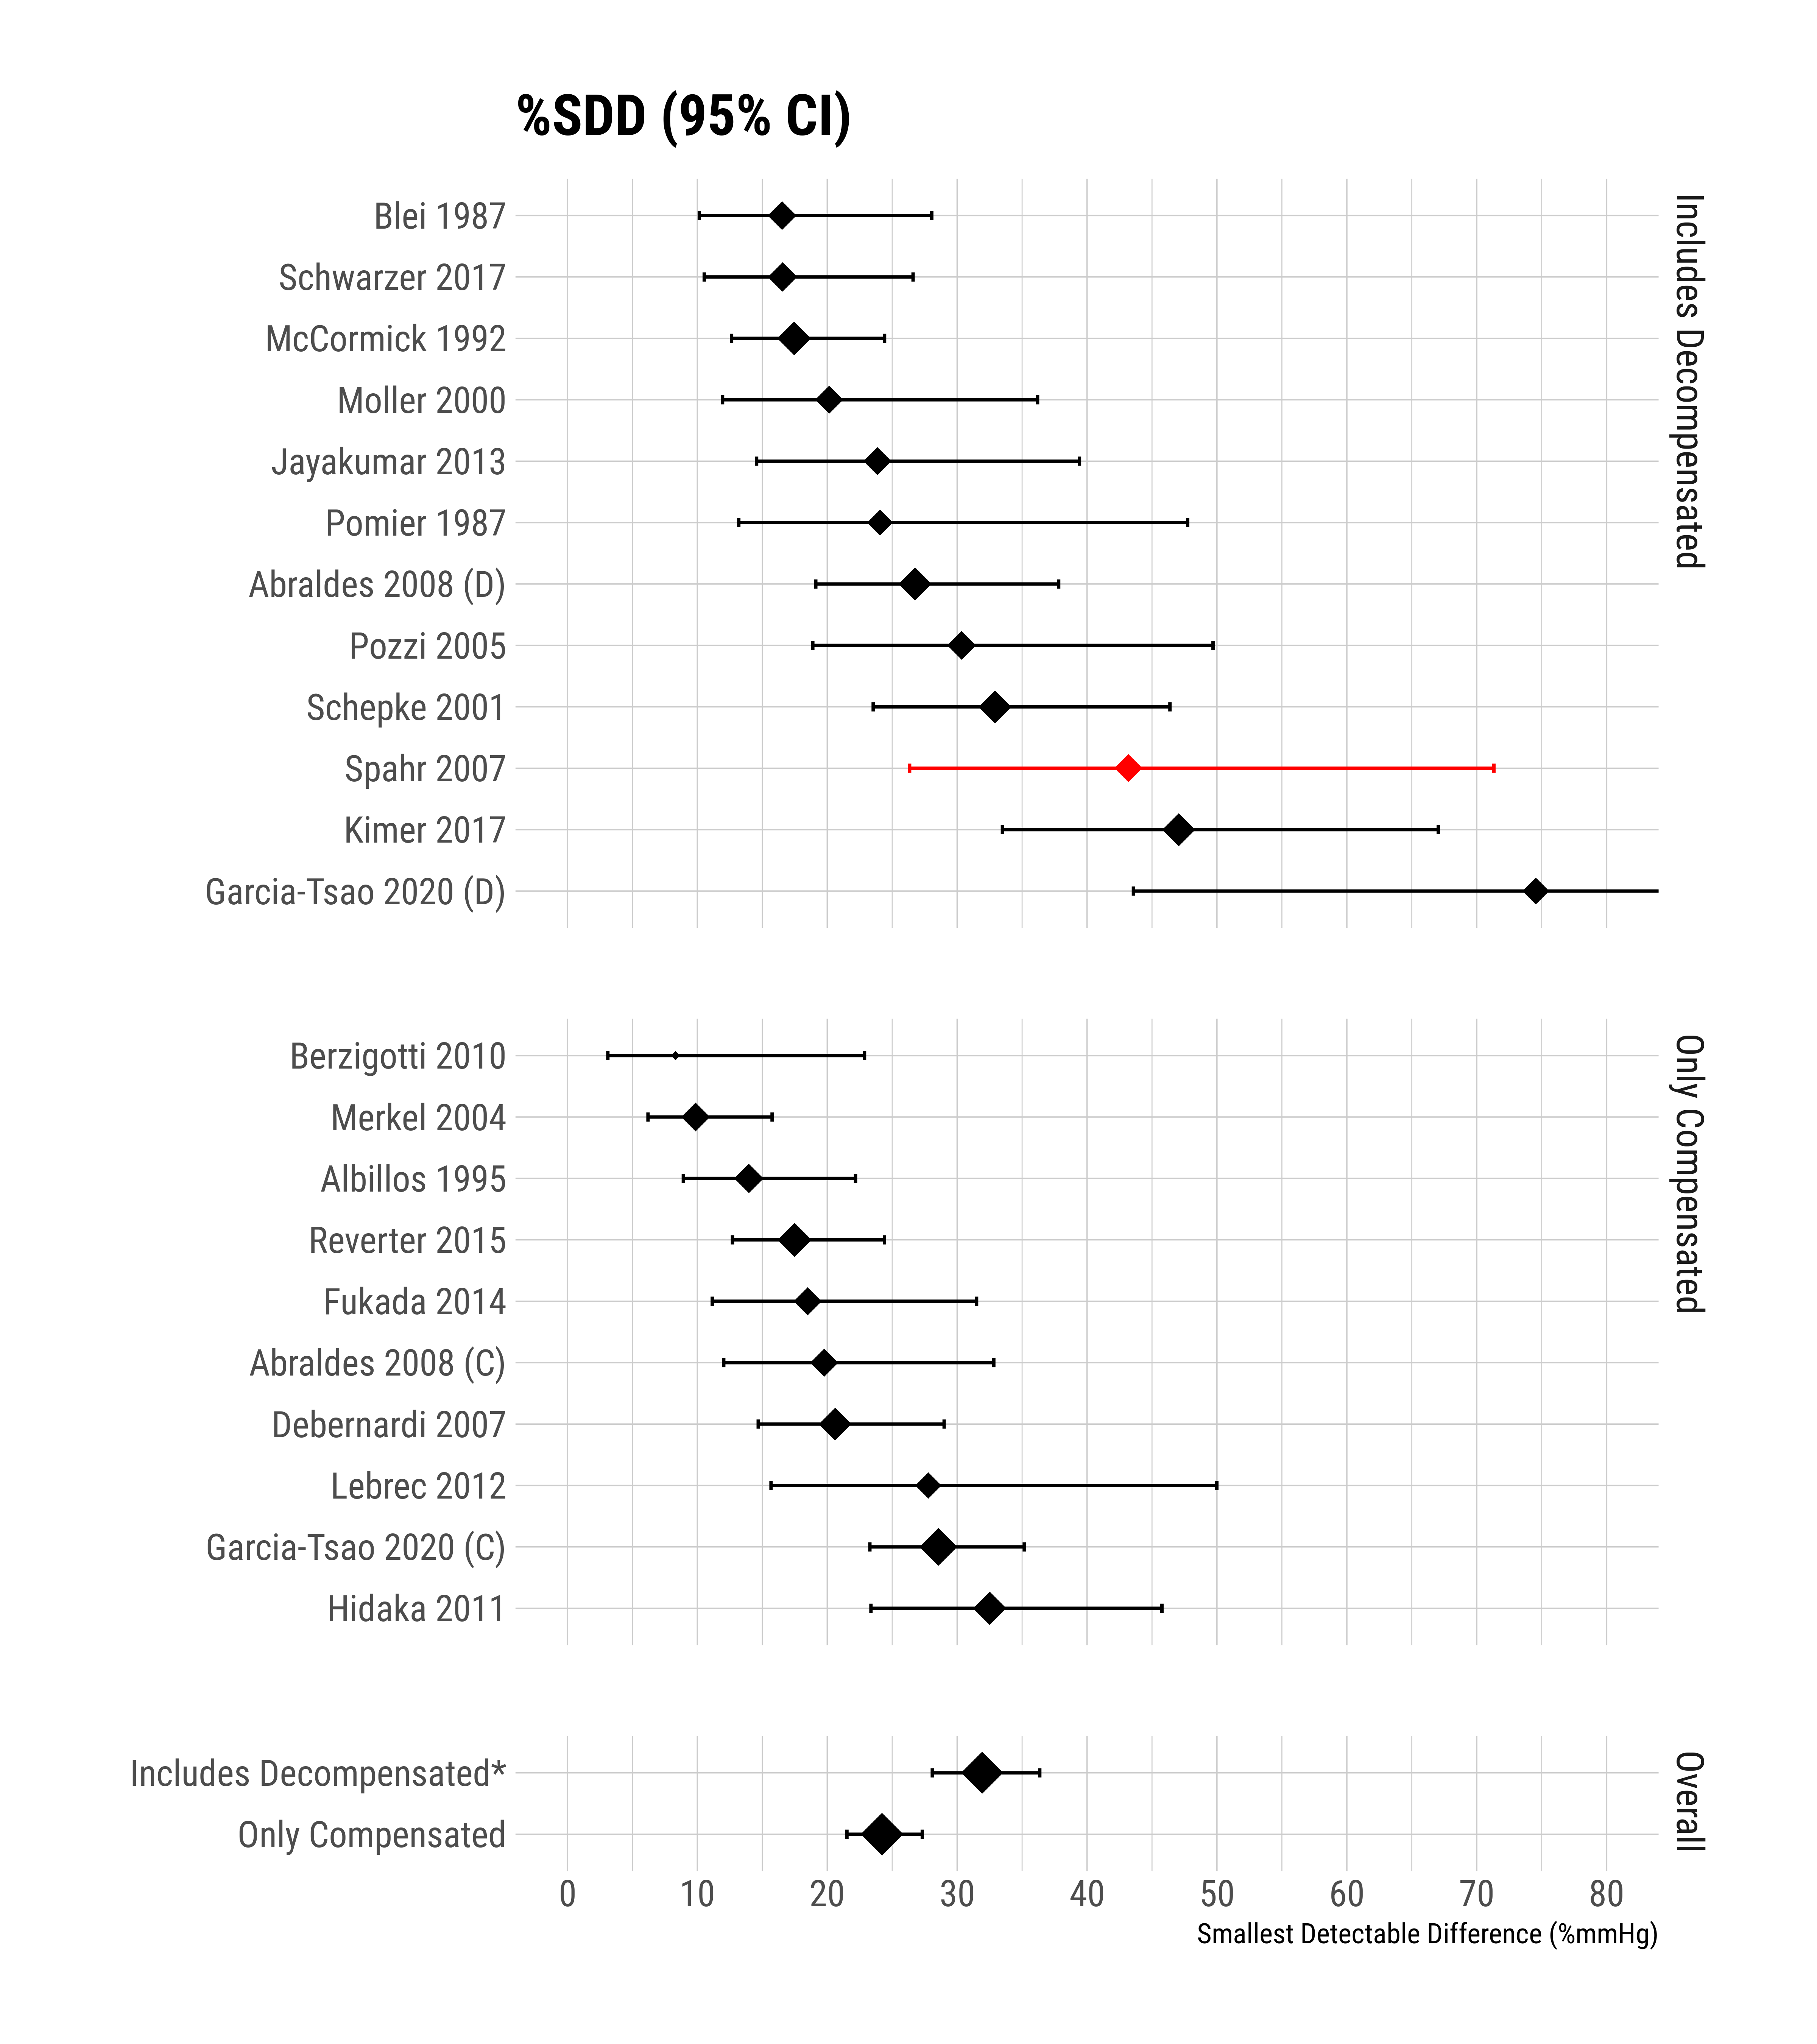 %SDD (95% CI)
Includes Decompensated
Blei 1987
Schwarzer 2017
McCormick 1992
Moller 2000
Jayakumar 2013
Pomier 1987
Abraldes 2008 (D)
Pozzi 2005
Schepke 2001
Spahr 2007
Kimer 2017
Garcia-Tsao 2020 (D)
Only Compensated
Berzigotti 2010
Merkel 2004
Albillos 1995
Reverter 2015
Fukada 2014
Abraldes 2008 (C)
Debernardi 2007
Lebrec 2012
Garcia-Tsao 2020 (C)
Hidaka 2011
Overall
Includes Decompensated*
Only Compensated
0 10 20 30 40 50 60 70 80
Smallest Detectable Difference (%mmHg)